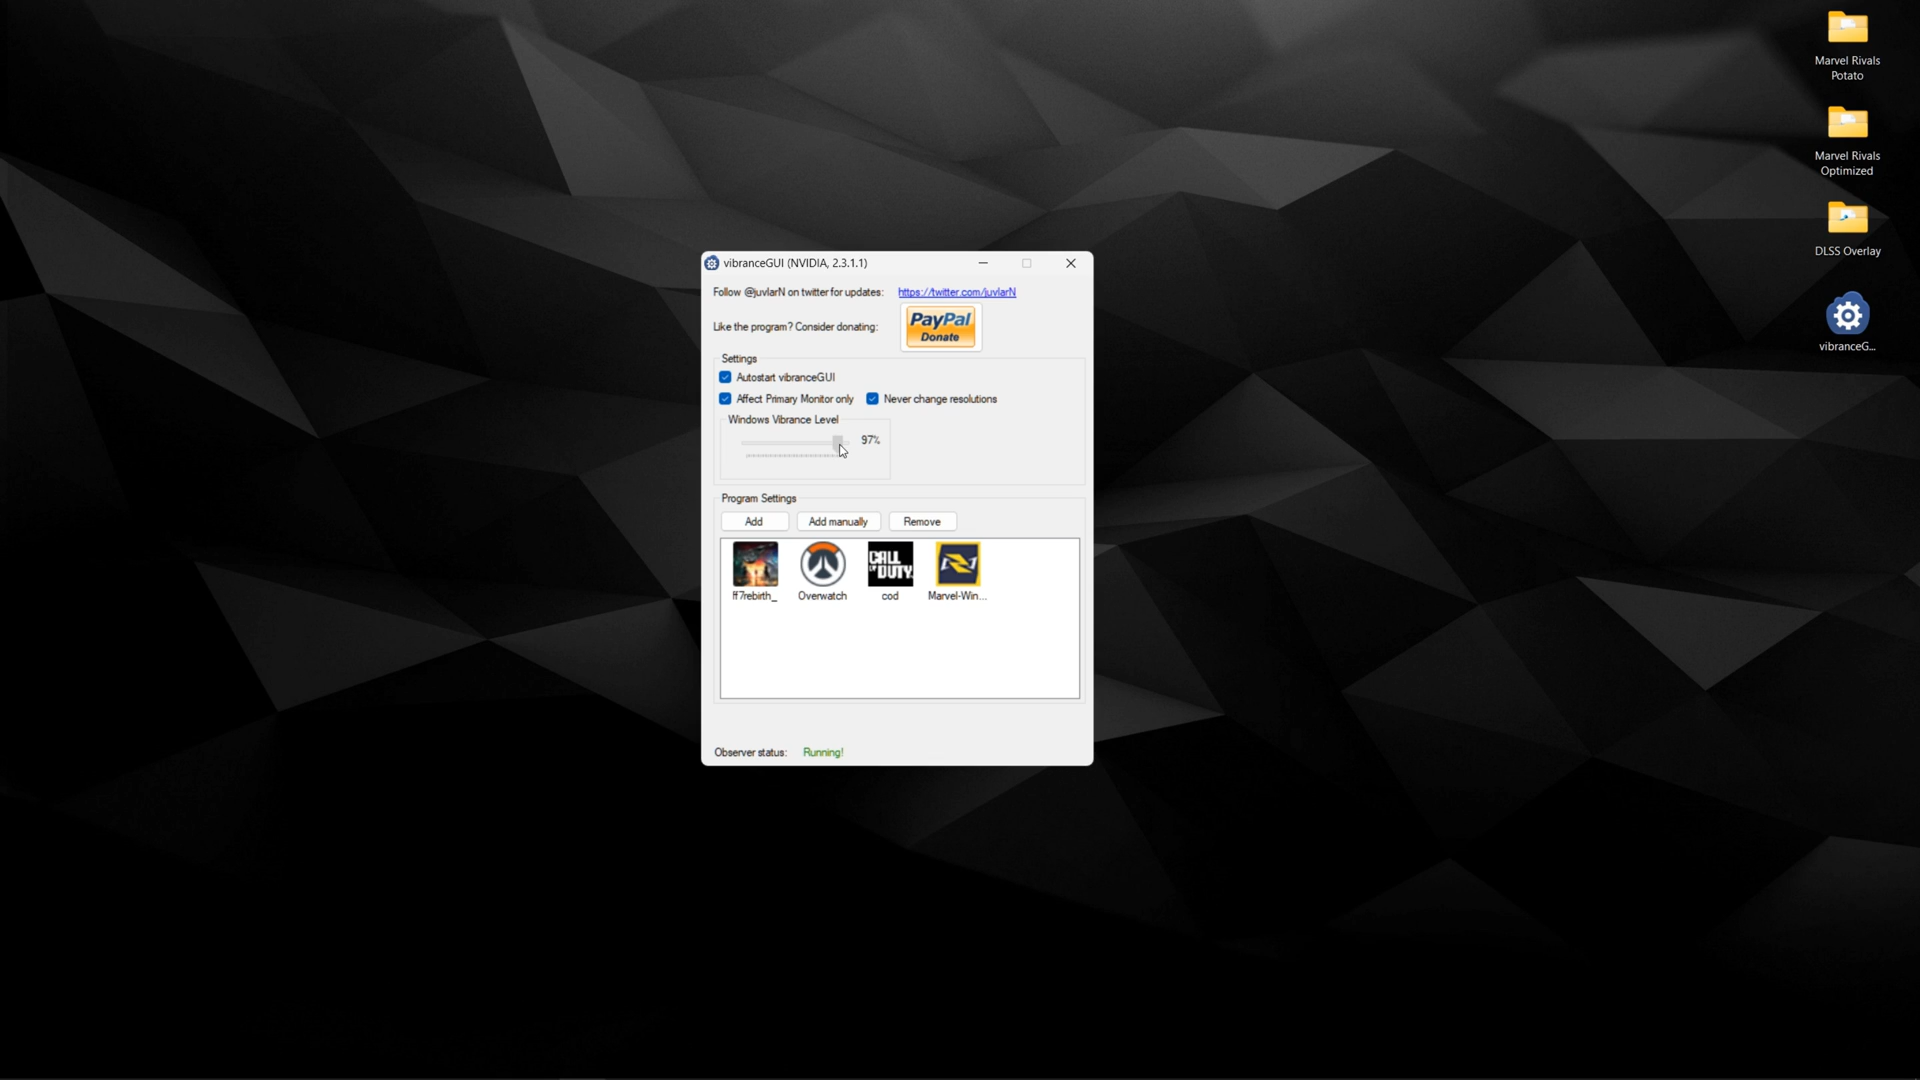 Marvel Rivals
Potato
Marvel Rivals
Optimized
DLSS Overlay
vibranceG...
vibranceGUI (NVIDIA, 2.3.1.1)
Follow @juvlarN on twitter for updates: https://twitter.com/juvlarN
Like the program? Consider donating: PayPal
Donate
Settings
Autostart vibranceGUI
Affect Primary Monitor only Never change resolutions
Windows Vibrance Level
97%
Program Settings
Add Add manually Remove
CALL
OF DUTY
ff7rebirth_ Overwatch cod Marvel-Win...
Observer status: Running!